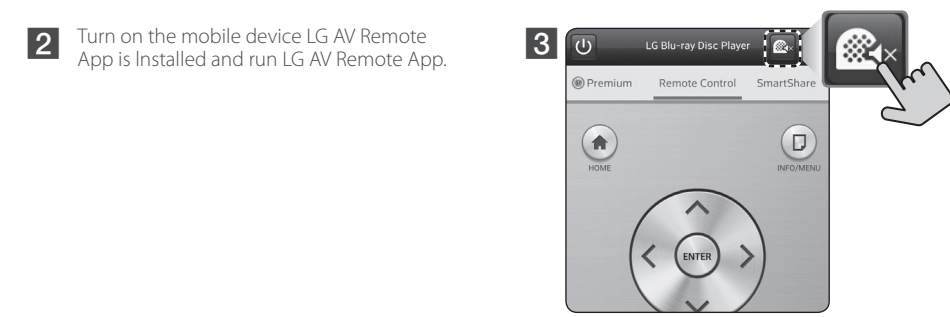 2 Turn on the mobile device LG AV Remote
App is Installed and run LG AV Remote App.
3
LG Blu-ray Disc Player
Premium Remote Control SmartShare
HOME INFO/MENU
ENTER